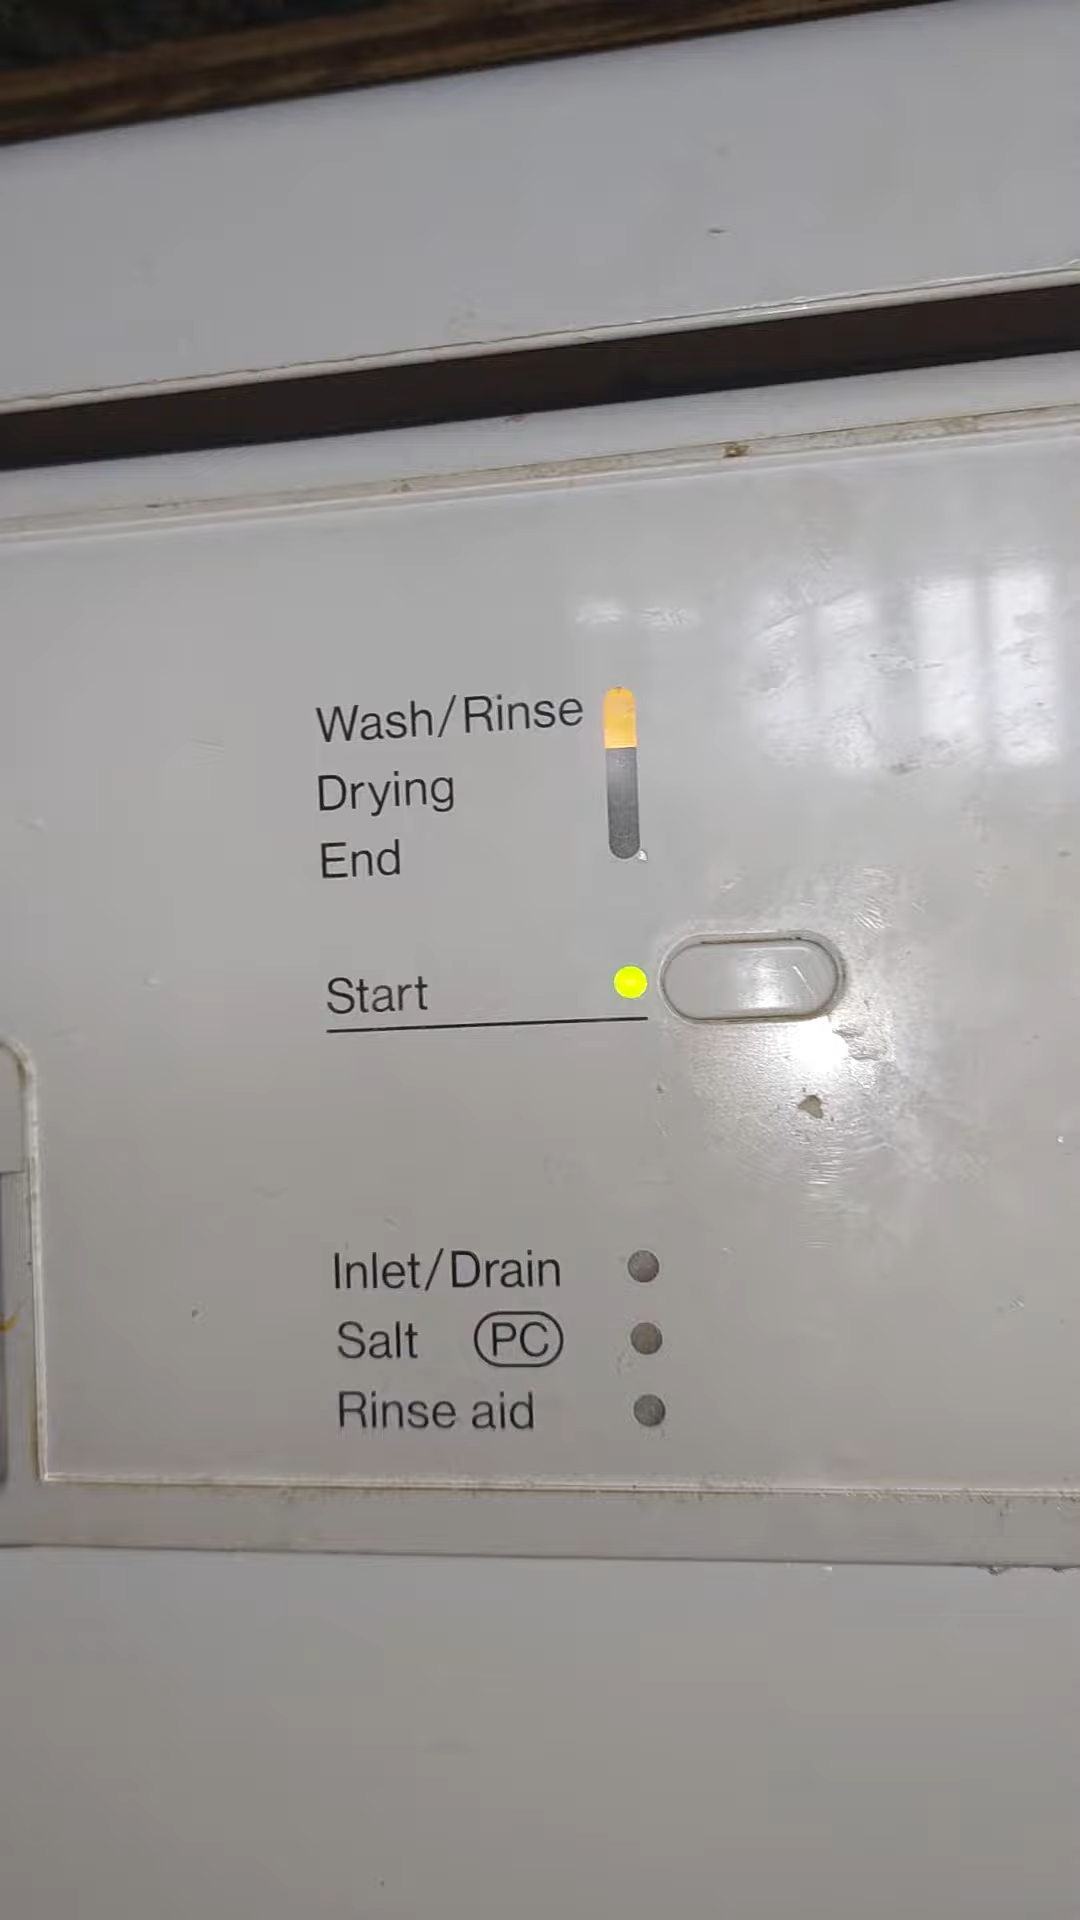 Wash/Rinse
Drying
End
Start
Inlet/Drain
Salt PC
Rinse aid